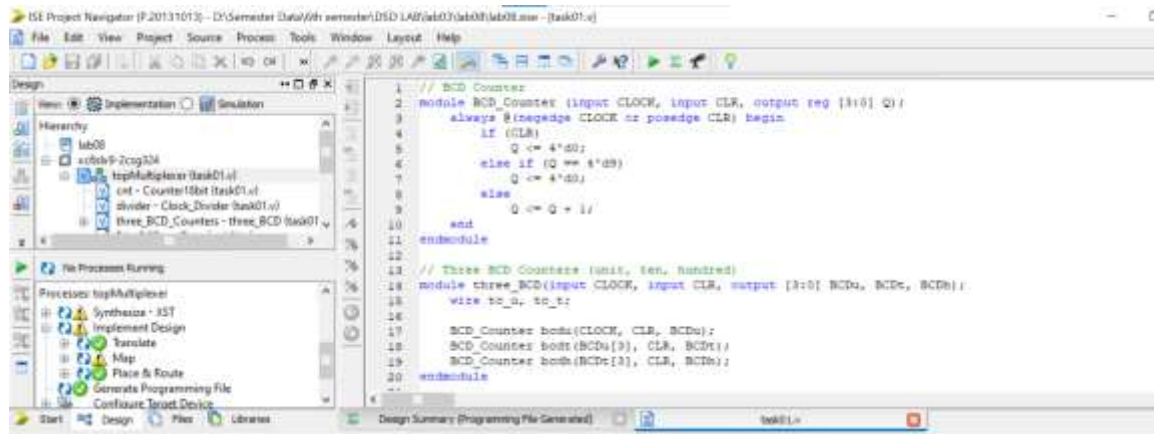 ISE Project Navigator (P.20131013) - D:\Semester Data\6th semester\DSD LAB\lab03\lab08\lab08.xise - [task01.v]
File Edit View Project Source Process Tools Window Layout Help
Design
View: Implementation Simulation
Hierarchy
lab08
xc6slx9-2csg324
topMultiplexer (task01.v)
cnt - Counter18bit (task01.v)
divider - Clock_Divider (task01.v)
three_BCD_Counters - three_BCD (task01
No Processes Running
Processes: topMultiplexer
Synthesize - XST
Implement Design
Translate
Map
Place & Route
Generate Programming File
Configure Target Device
Start Design Files Libraries
1 // BCD Counter
2 module BCD_Counter (input CLOCK, input CLR, output reg [3:0] Q);
3 always @(negedge CLOCK or posedge CLR) begin
4 if (CLR)
5 Q <= 4'd0;
6 else if (Q == 4'd9)
7 Q <= 4'd0;
8 else
9 Q <= Q + 1;
10 end
11 endmodule
12
13 // Three BCD Counters (unit, ten, hundred)
14 module three_BCD(input CLOCK, input CLR, output [3:0] BCDu, BCDt, BCDh);
15 wire tc_u, tc_t;
16
17 BCD_Counter bcdu(CLOCK, CLR, BCDu);
18 BCD_Counter bcdt(BCDu[3], CLR, BCDt);
19 BCD_Counter bcdh(BCDt[3], CLR, BCDh);
20 endmodule
Design Summary (Programming File Generated) task01.v